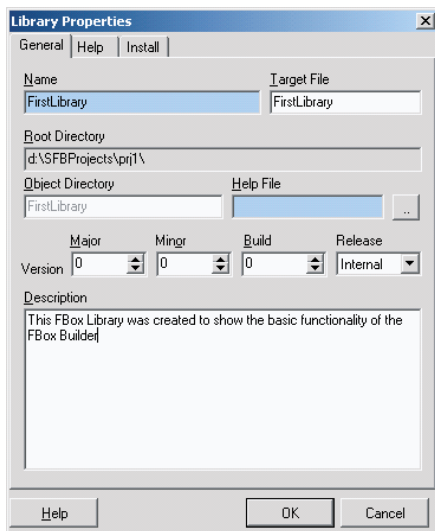 Library Properties
General Help Install
Name Target File
FirstLibrary FirstLibrary
Root Directory
d:\SFBProjects\prj1\
Object Directory Help File
FirstLibrary ..
Major Minor Build Release
Version 0 0 0 Internal
Description
This FBox Library was created to show the basic functionality of the
FBox Builder
Help OK Cancel